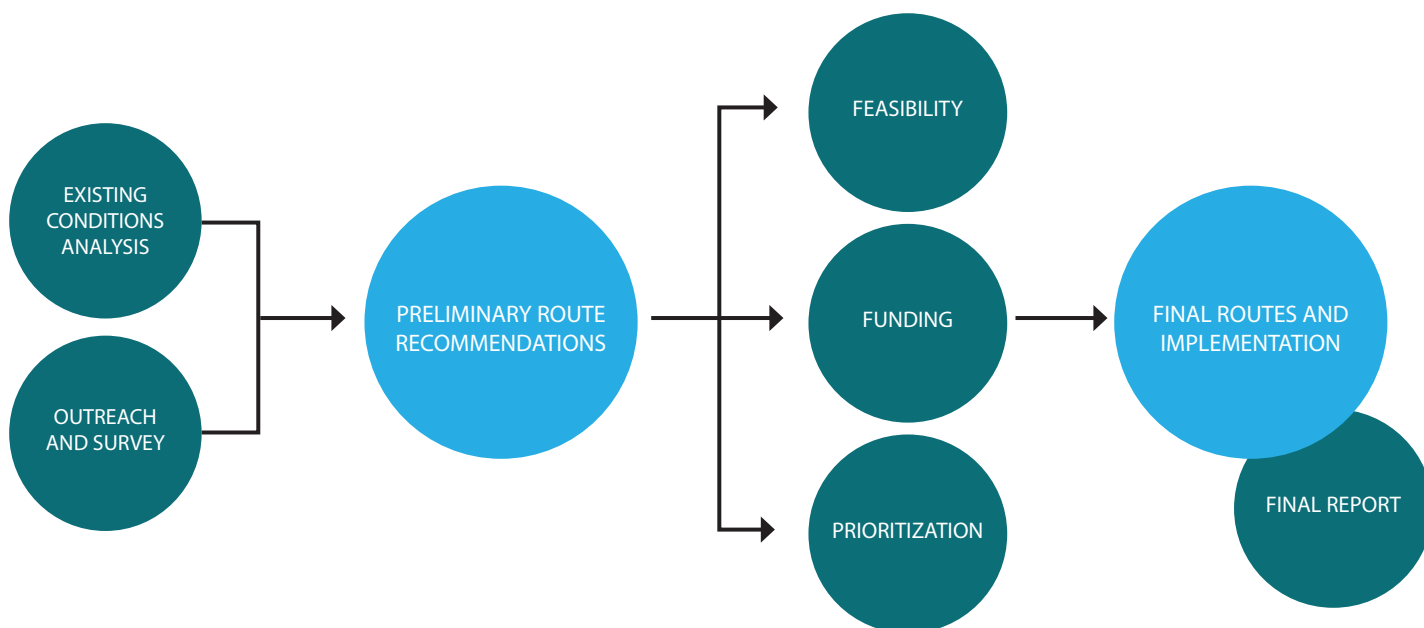 EXISTING
CONDITIONS
ANALYSIS
OUTREACH
AND SURVEY
PRELIMINARY ROUTE
RECOMMENDATIONS
FEASIBILITY
FUNDING
PRIORITIZATION
FINAL ROUTES AND
IMPLEMENTATION
FINAL REPORT